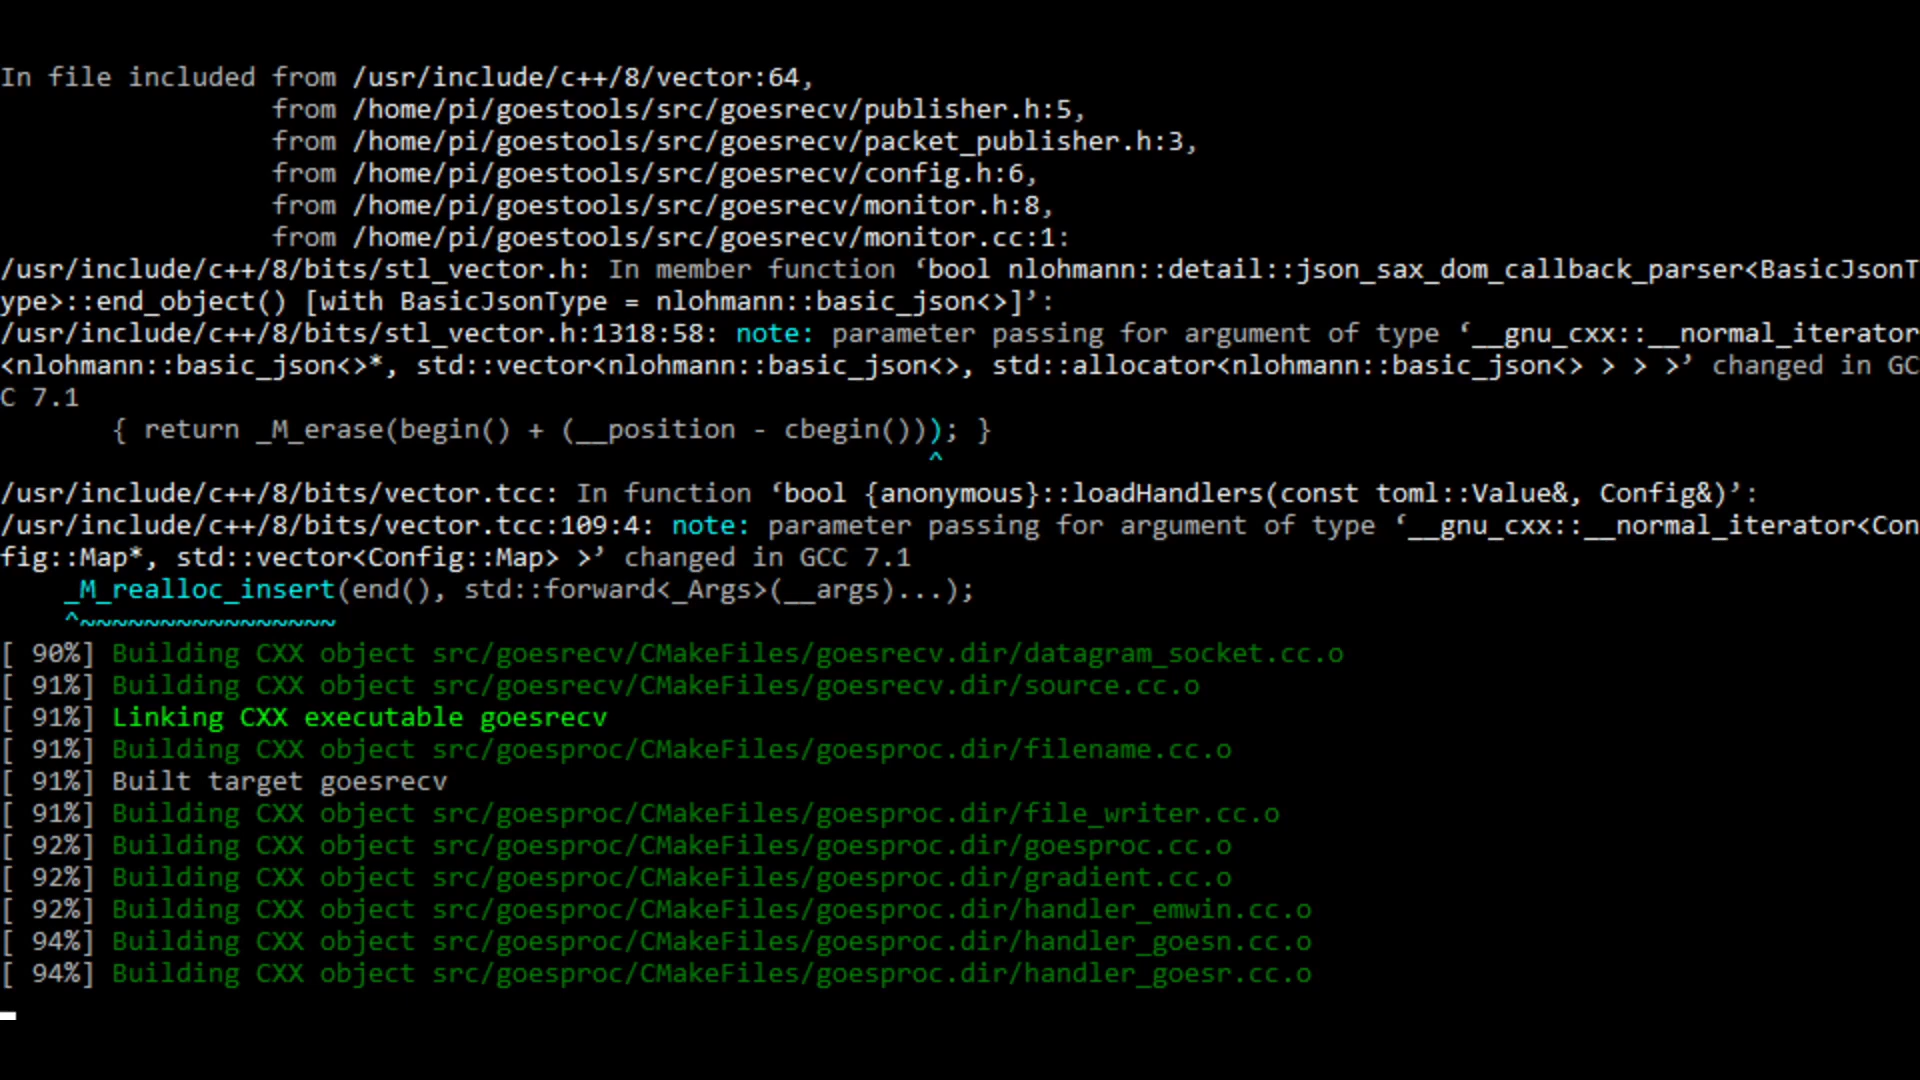 In file included from /usr/include/c++/8/vector:64,
                 from /home/pi/goestools/src/goesrecv/publisher.h:5,
                 from /home/pi/goestools/src/goesrecv/packet_publisher.h:3,
                 from /home/pi/goestools/src/goesrecv/config.h:6,
                 from /home/pi/goestools/src/goesrecv/monitor.h:8,
                 from /home/pi/goestools/src/goesrecv/monitor.cc:1:
/usr/include/c++/8/bits/stl_vector.h: In member function ‘bool nlohmann::detail::json_sax_dom_callback_parser<BasicJsonT
ype>::end_object() [with BasicJsonType = nlohmann::basic_json<>]’:
/usr/include/c++/8/bits/stl_vector.h:1318:58: note: parameter passing for argument of type ‘__gnu_cxx::__normal_iterator
<nlohmann::basic_json<>*, std::vector<nlohmann::basic_json<>, std::allocator<nlohmann::basic_json<> > > >’ changed in GC
C 7.1
       { return _M_erase(begin() + (__position - cbegin())); }
                                                          ^
/usr/include/c++/8/bits/vector.tcc: In function ‘bool {anonymous}::loadHandlers(const toml::Value&, Config&)’:
/usr/include/c++/8/bits/vector.tcc:109:4: note: parameter passing for argument of type ‘__gnu_cxx::__normal_iterator<Con
fig::Map*, std::vector<Config::Map> >’ changed in GCC 7.1
    _M_realloc_insert(end(), std::forward<_Args>(__args)...);
    ^~~~~~~~~~~~~~~~~
[ 90%] Building CXX object src/goesrecv/CMakeFiles/goesrecv.dir/datagram_socket.cc.o
[ 91%] Building CXX object src/goesrecv/CMakeFiles/goesrecv.dir/source.cc.o
[ 91%] Linking CXX executable goesrecv
[ 91%] Building CXX object src/goesproc/CMakeFiles/goesproc.dir/filename.cc.o
[ 91%] Built target goesrecv
[ 91%] Building CXX object src/goesproc/CMakeFiles/goesproc.dir/file_writer.cc.o
[ 92%] Building CXX object src/goesproc/CMakeFiles/goesproc.dir/goesproc.cc.o
[ 92%] Building CXX object src/goesproc/CMakeFiles/goesproc.dir/gradient.cc.o
[ 92%] Building CXX object src/goesproc/CMakeFiles/goesproc.dir/handler_emwin.cc.o
[ 94%] Building CXX object src/goesproc/CMakeFiles/goesproc.dir/handler_goesn.cc.o
[ 94%] Building CXX object src/goesproc/CMakeFiles/goesproc.dir/handler_goesr.cc.o